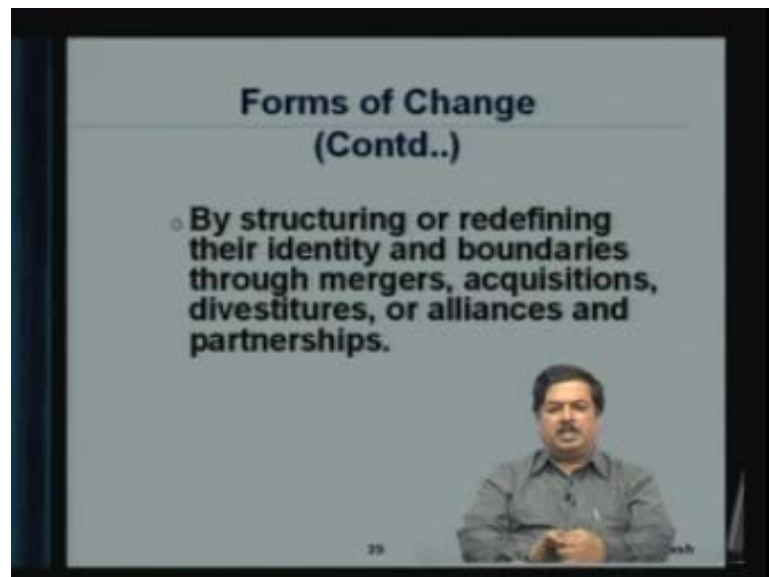 Forms of Change
(Contd..)
By structuring or redefining
their identity and boundaries
through mergers, acquisitions,
divestitures, or alliances and
partnerships.
39